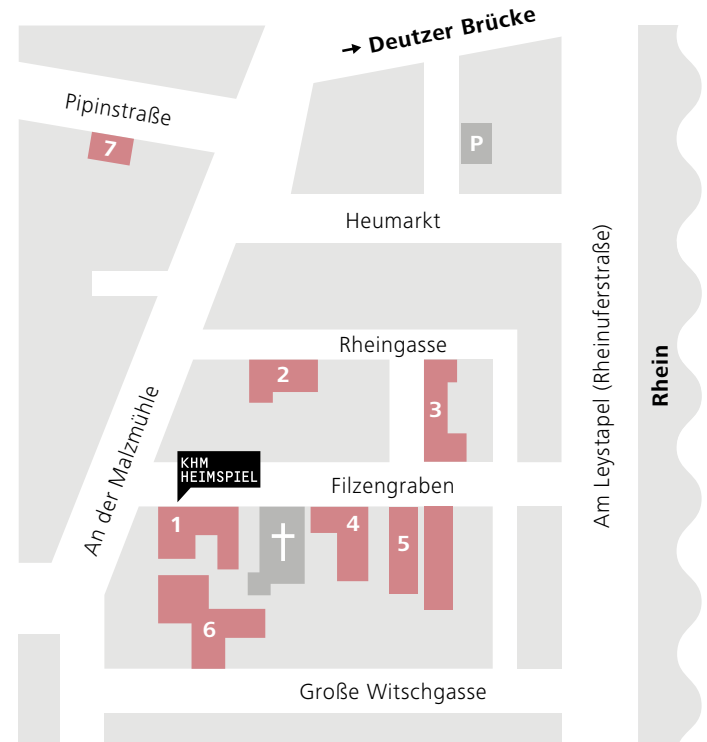 → Deutzer Brücke
Pipinstraße
7
P
Heumarkt
Am Leystapel (Rheinuferstraße)
Rhein
Rheingasse
2
3
An der Malzmühle
KHM
HEIMSPIEL
Filzengraben
1
4
5
6
Große Witschgasse